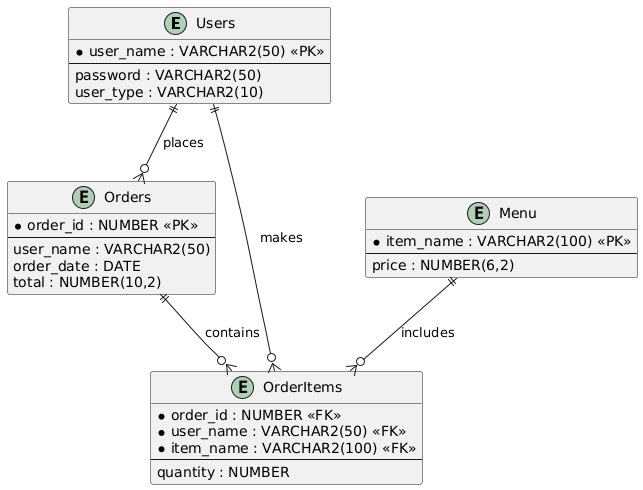 E Users
* user_name : VARCHAR2(50) «PK»
password : VARCHAR2(50)
user_type : VARCHAR2(10)
places
E Orders
* order_id : NUMBER «PK»
user_name : VARCHAR2(50)
order_date : DATE
total : NUMBER(10,2)
makes
E Menu
* item_name : VARCHAR2(100) «PK»
price : NUMBER(6,2)
contains
includes
E OrderItems
* order_id : NUMBER «FK»
* user_name : VARCHAR2(50) «FK»
* item_name : VARCHAR2(100) «FK»
quantity : NUMBER